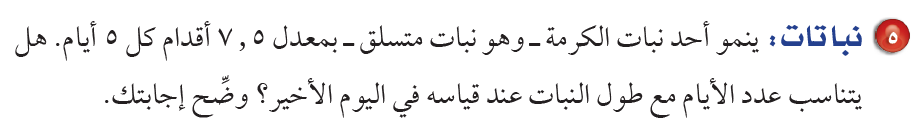 ٥ نباتات: ينمو أحد نبات الكرمة ـ وهو نبات متسلق ـ بمعدل ٧,٥ أقدام كل ٥ أيام. هل
يتناسب عدد الأيام مع طول النبات عند قياسه في اليوم الأخير؟ وضِّح إجابتك.